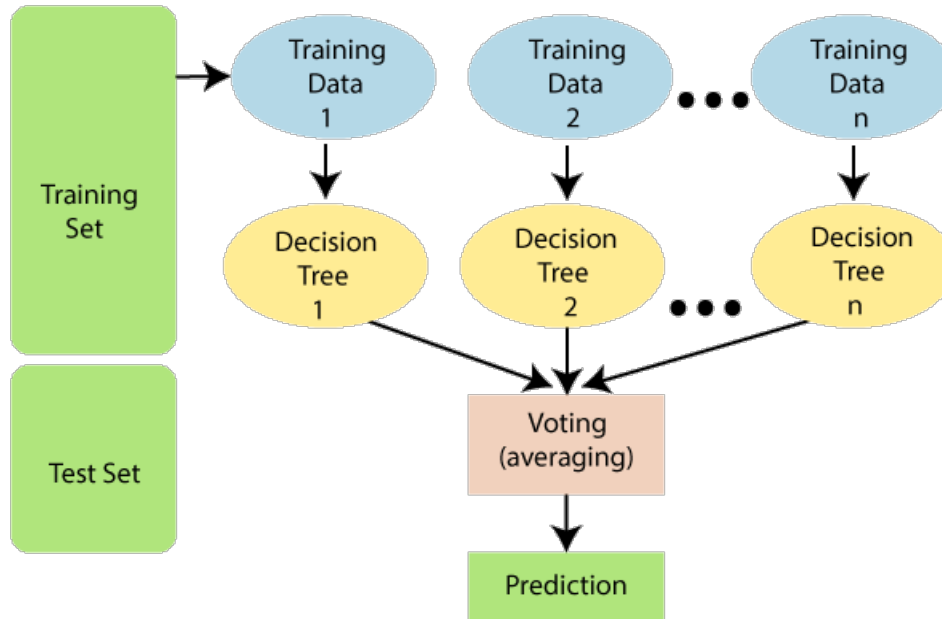 Training
Data
1
Training
Data
2
Training
Data
n
Training
Set
Decision
Tree
1
Decision
Tree
2
Decision
Tree
n
Voting
(averaging)
Test Set
Prediction